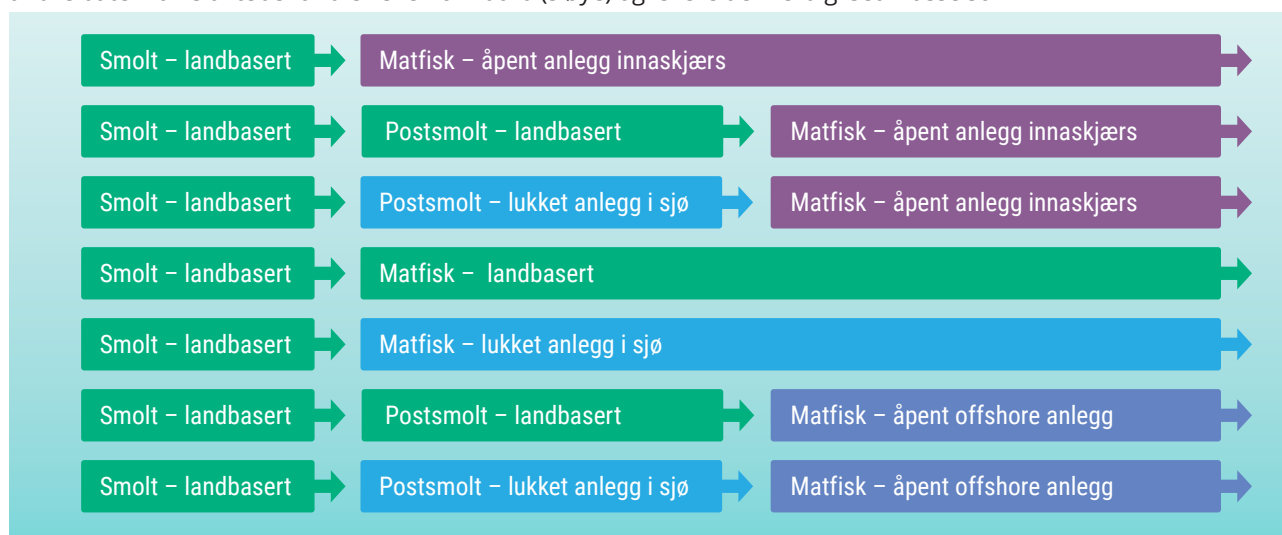 Smolt – landbasert Matfisk – åpent anlegg innaskjærs
Smolt – landbasert Postsmolt – landbasert Matfisk – åpent anlegg innaskjærs
Smolt – landbasert Postsmolt – lukket anlegg i sjø Matfisk – åpent anlegg innaskjærs
Smolt – landbasert Matfisk – landbasert
Smolt – landbasert Matfisk – lukket anlegg i sjø
Smolt – landbasert Postsmolt – landbasert Matfisk – åpent offshore anlegg
Smolt – landbasert Postsmolt – lukket anlegg i sjø Matfisk – åpent offshore anlegg